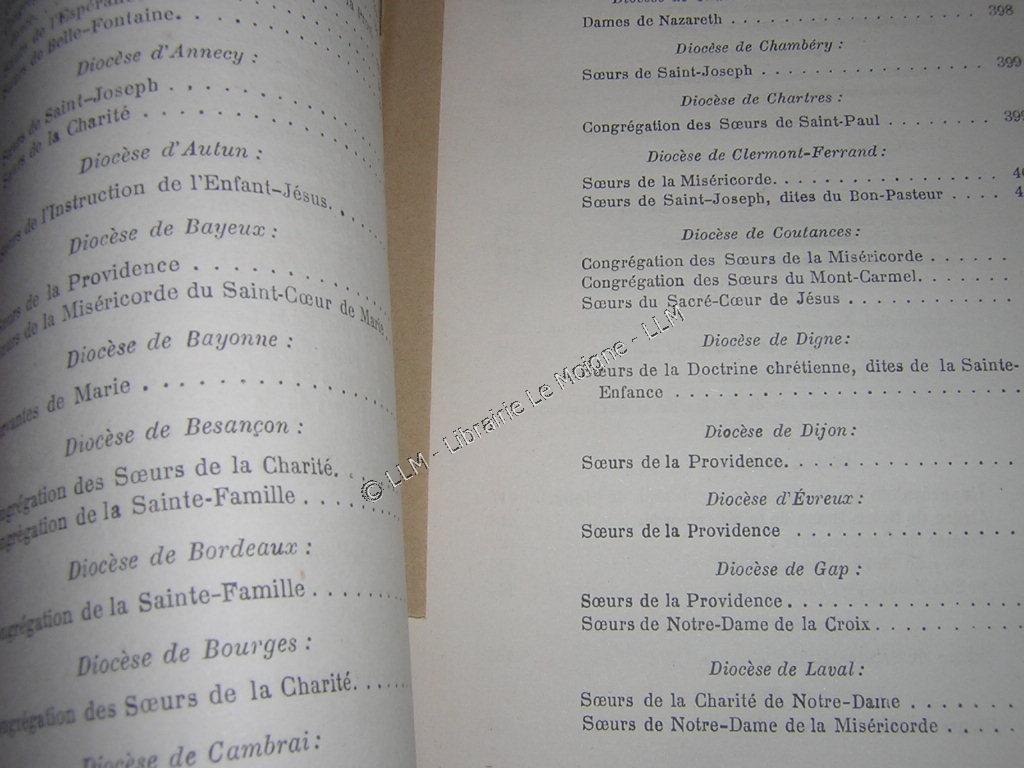 de l'Espérance
de Belle-Fontaine.
Diocèse d'Annecy :
Sœurs de Saint-Joseph
de la Charité
Diocèse d'Autun :
de l'Instruction de l'Enfant-Jésus.
Diocèse de Bayeux :
de la Providence
de la Miséricorde du Saint-Cœur de Marie.
Diocèse de Bayonne :
de Marie
Diocèse de Besançon :
des Sœurs de la Charité.
de la Sainte-Famille
Diocèse de Bordeaux :
de la Sainte-Famille
Diocèse de Bourges :
des Sœurs de la Charité.
Diocèse de Cambrai :
Dames de Nazareth . . . 398
Diocèse de Chambéry :
Sœurs de Saint-Joseph . . . 399
Diocèse de Chartres :
Congrégation des Sœurs de Saint-Paul . . . 399
Diocèse de Clermont-Ferrand :
Sœurs de la Miséricorde.
Sœurs de Saint-Joseph, dites du Bon-Pasteur
Diocèse de Coutances :
Congrégation des Sœurs de la Miséricorde
Congrégation des Sœurs du Mont-Carmel.
Sœurs du Sacré-Cœur de Jésus
Diocèse de Digne :
Sœurs de la Doctrine chrétienne, dites de la Sainte-
Enfance
Diocèse de Dijon :
Sœurs de la Providence.
Diocèse d'Évreux :
Sœurs de la Providence
Diocèse de Gap :
Sœurs de la Providence.
Sœurs de Notre-Dame de la Croix.
Diocèse de Laval :
Sœurs de la Charité de Notre-Dame
Sœurs de Notre-Dame de la Miséricorde
© LLM - Librairie Le Moigne - LLM